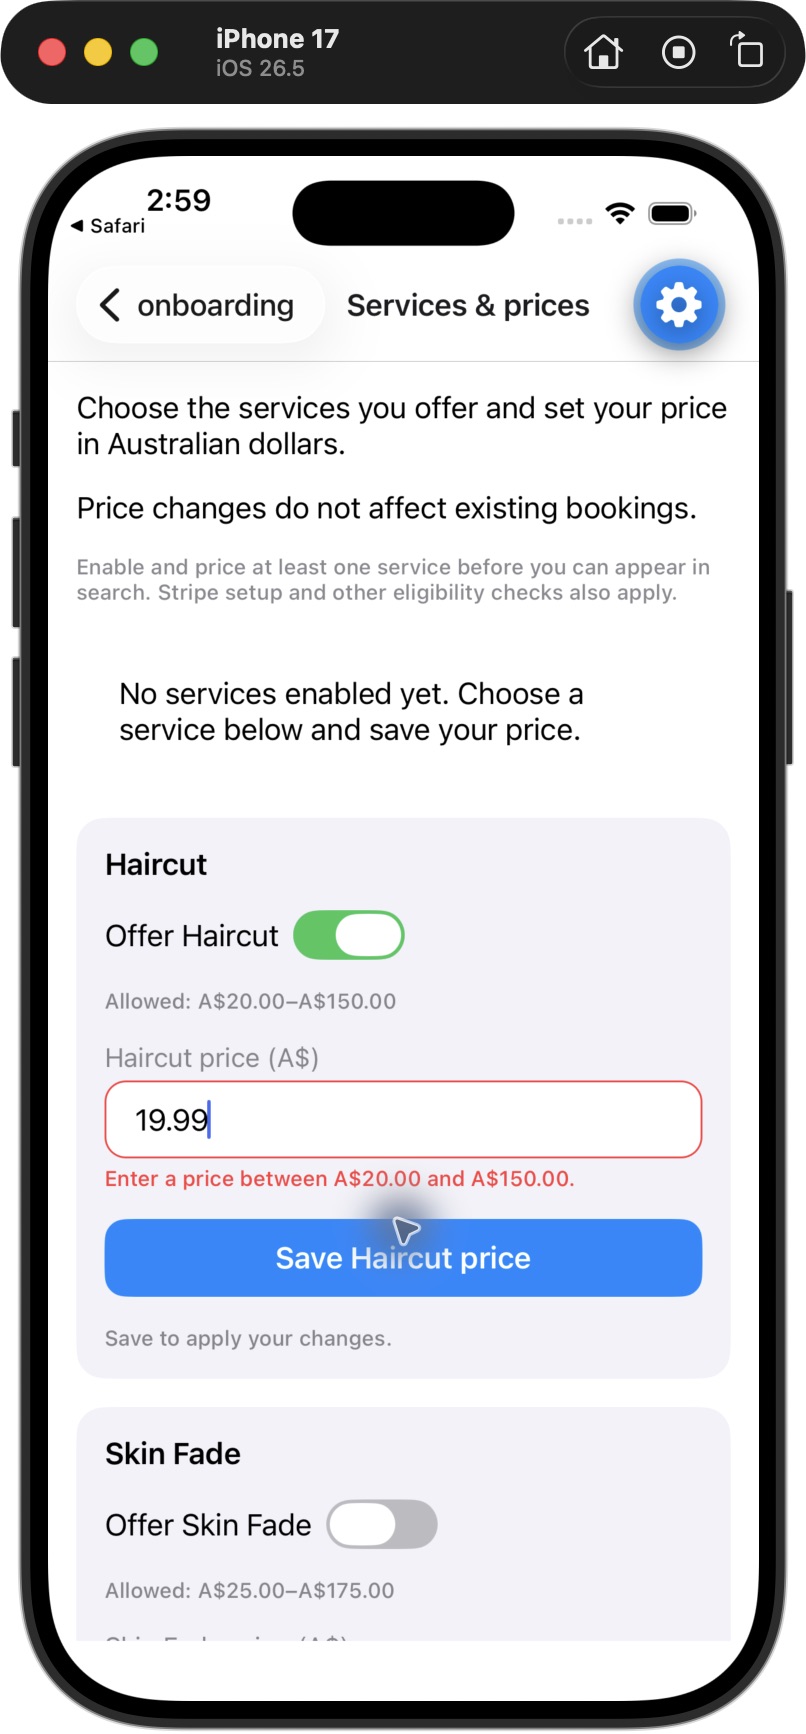 iPhone 17
iOS 26.5
2:59
◀ Safari
onboarding
Services & prices
Choose the services you offer and set your price
in Australian dollars.
Price changes do not affect existing bookings.
Enable and price at least one service before you can appear in
search. Stripe setup and other eligibility checks also apply.
No services enabled yet. Choose a
service below and save your price.
Haircut
Offer Haircut
Allowed: A$20.00–A$150.00
Haircut price (A$)
19.99
Enter a price between A$20.00 and A$150.00.
Save Haircut price
Save to apply your changes.
Skin Fade
Offer Skin Fade
Allowed: A$25.00–A$175.00